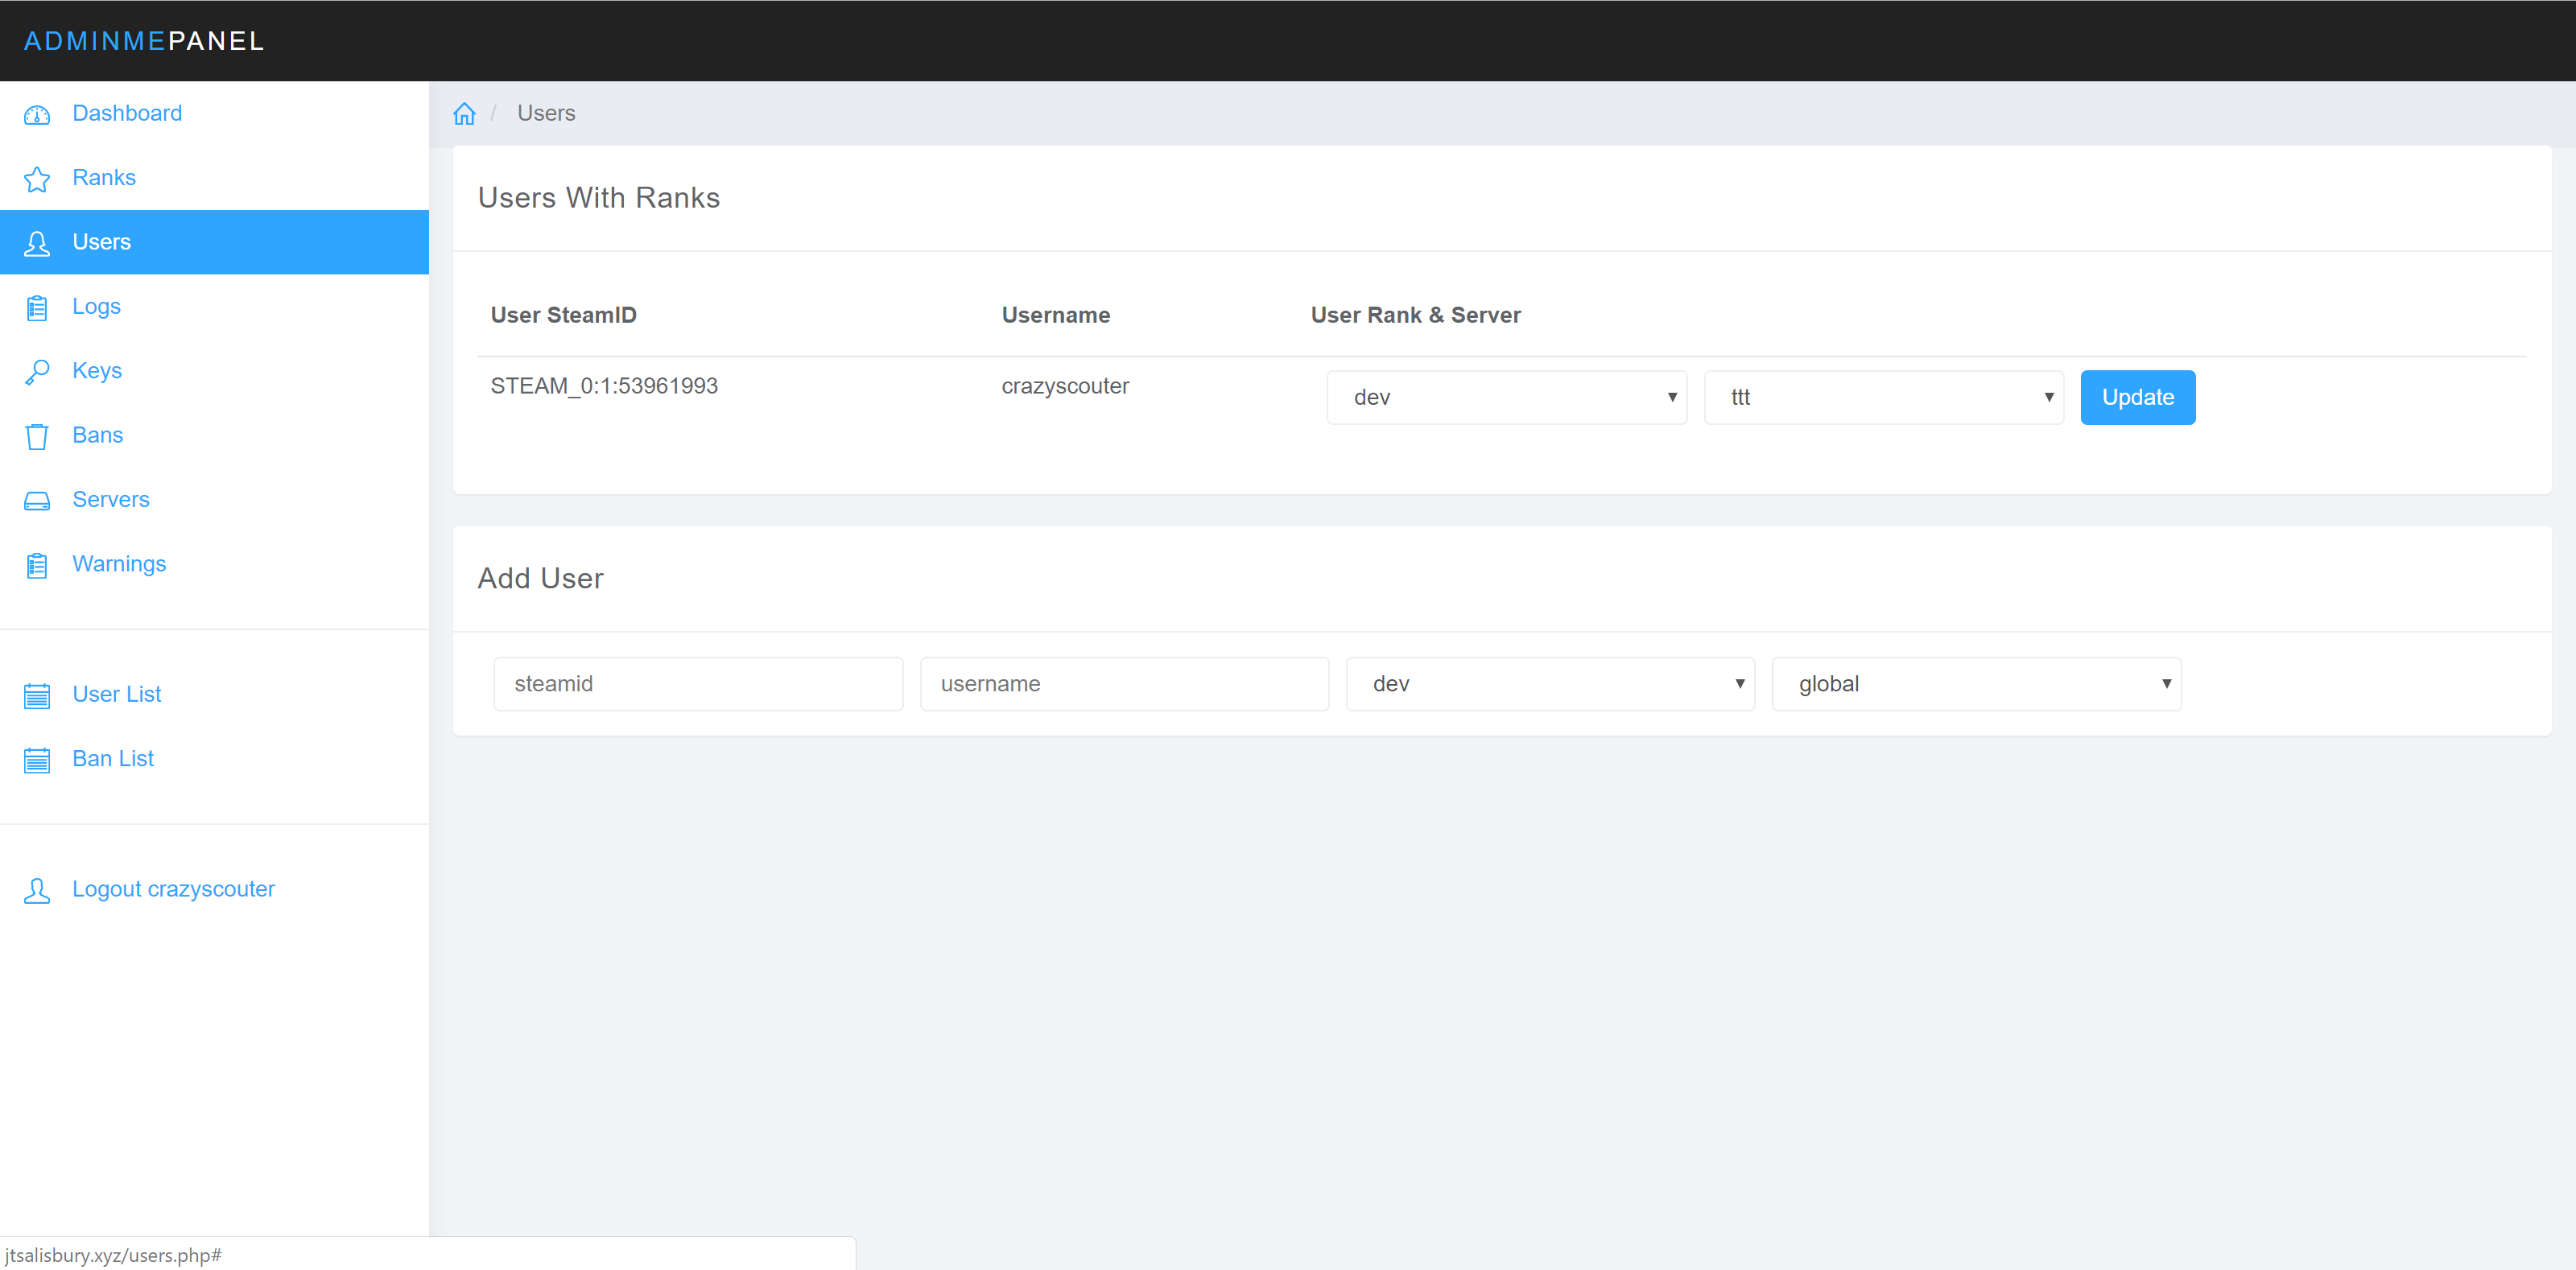 ADMINMEPANEL
Dashboard
Ranks
Users
Logs
Keys
Bans
Servers
Warnings
User List
Ban List
Logout crazyscouter
/ Users
Users With Ranks
User SteamID Username User Rank & Server
STEAM_0:1:53961993 crazyscouter dev ttt Update
Add User
steamid username dev global
jtsalisbury.xyz/users.php#